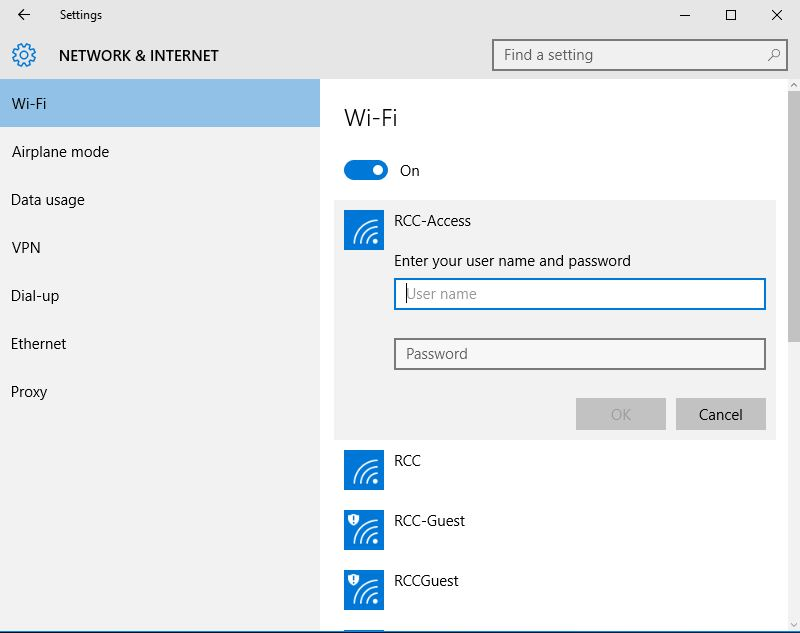 Settings
NETWORK & INTERNET
Find a setting
Wi-Fi
Airplane mode
Data usage
VPN
Dial-up
Ethernet
Proxy
Wi-Fi
On
RCC-Access
Enter your user name and password
User name
Password
OK
Cancel
RCC
RCC-Guest
RCCGuest